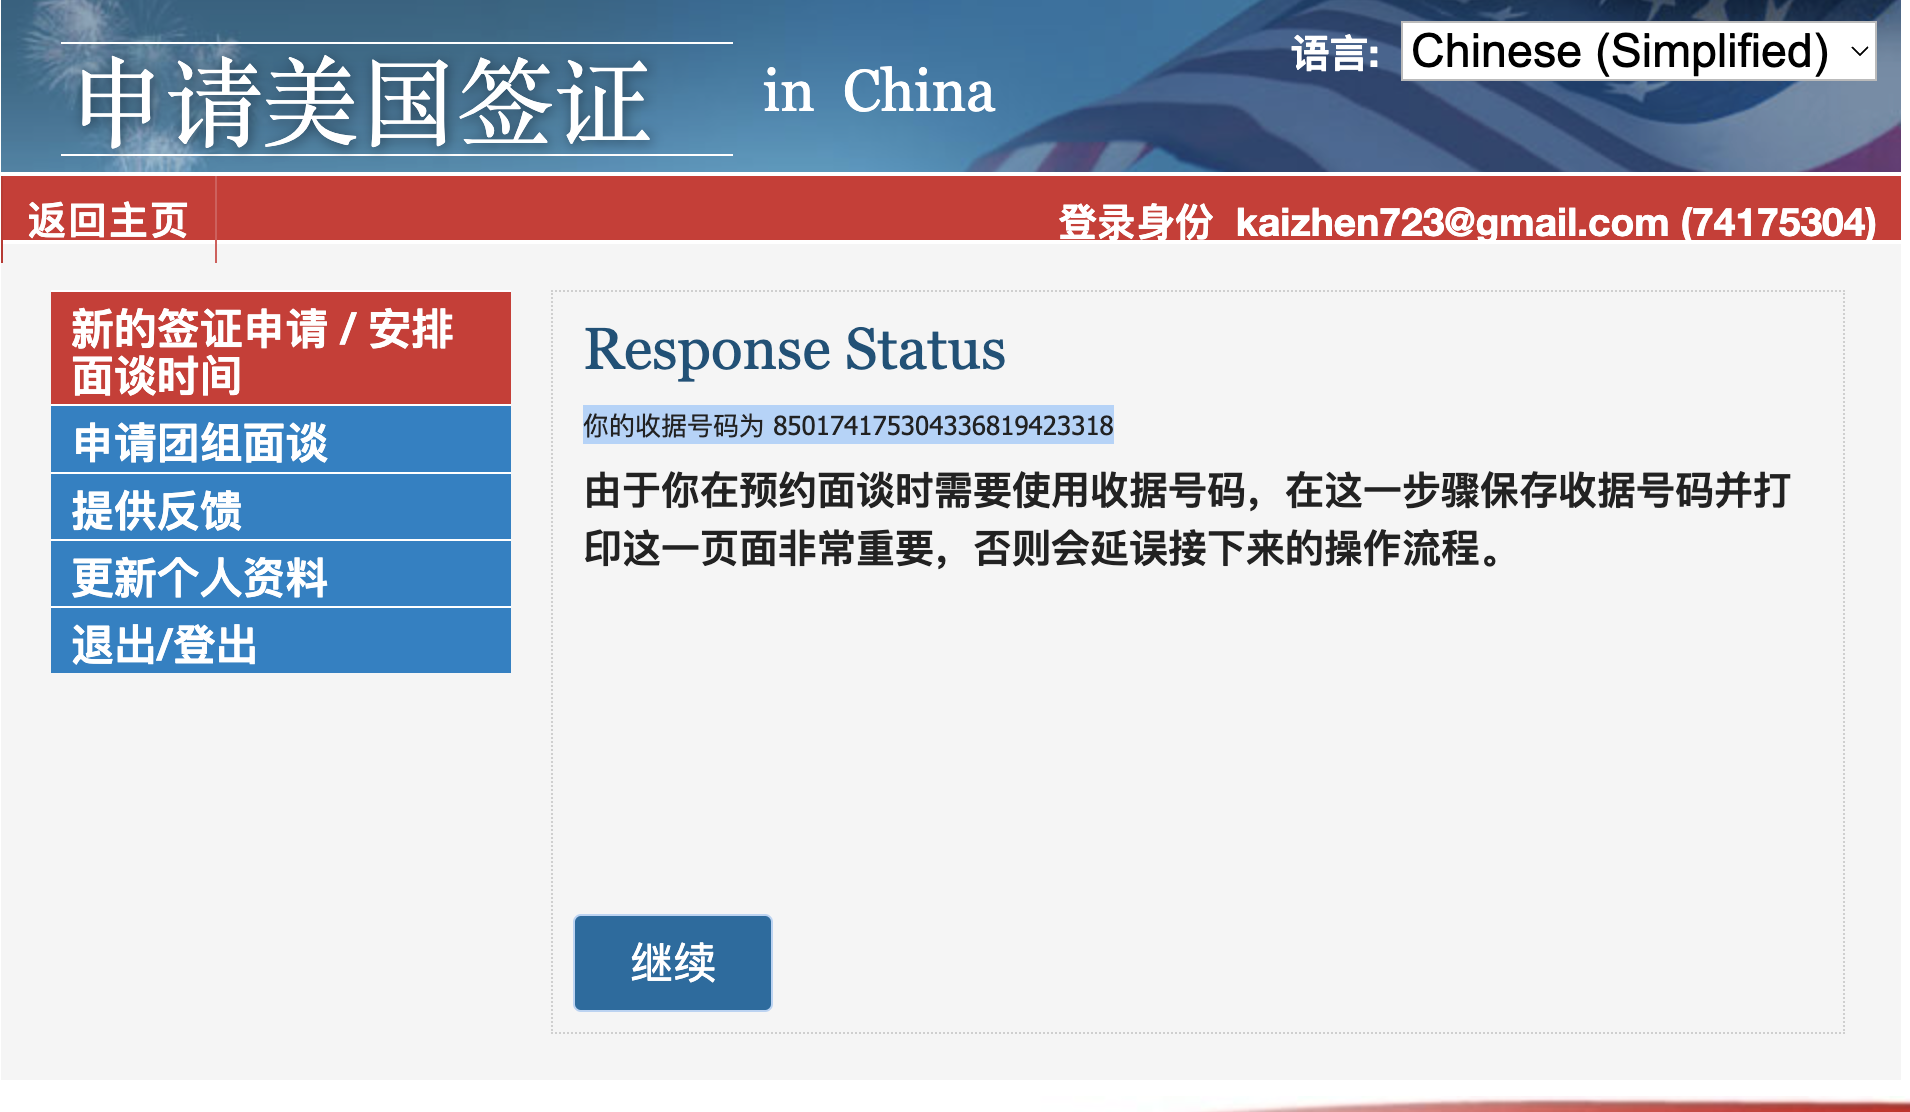 申请美国签证 in China
语言: Chinese (Simplified)
返回主页
登录身份 kaizhen723@gmail.com (74175304)
新的签证申请 / 安排
面谈时间
申请团组面谈
提供反馈
更新个人资料
退出/登出
Response Status
你的收据号码为 850174175304336819423318
由于你在预约面谈时需要使用收据号码，在这一步骤保存收据号码并打
印这一页面非常重要，否则会延误接下来的操作流程。
继续